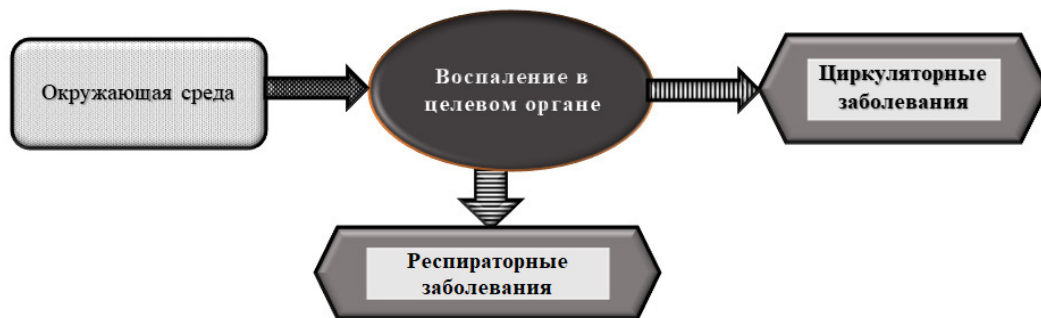 Окружающая среда
Воспаление в
целевом органе
Циркуляторные
заболевания
Респираторные
заболевания